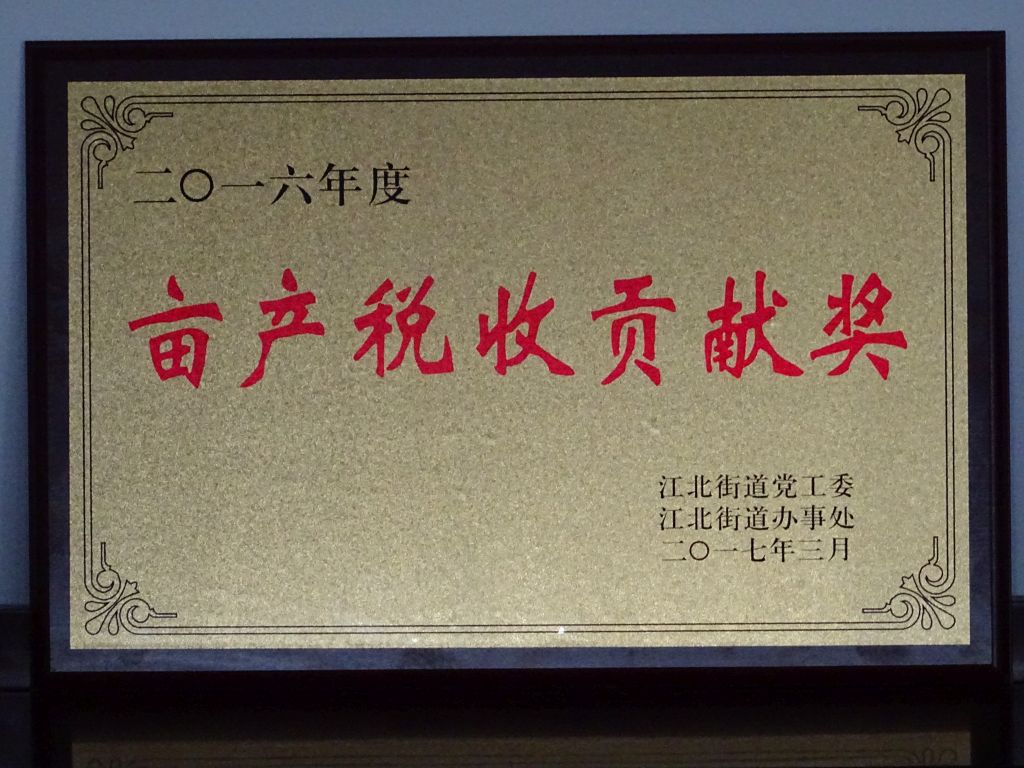 二〇一六年度
亩产税收贡献奖
江北街道党工委
江北街道办事处
二〇一七年三月